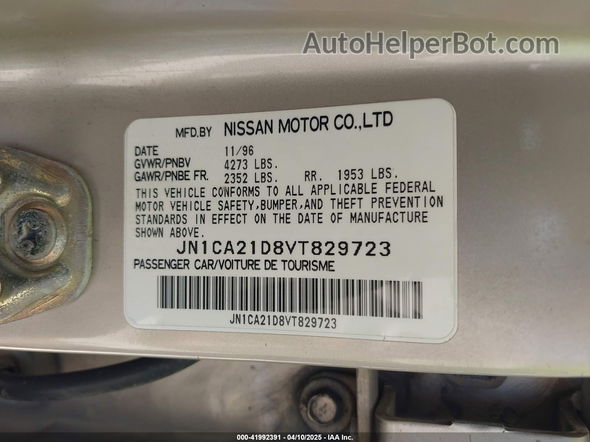 AutoHelperBot.com
MFD.BY NISSAN MOTOR CO.,LTD
DATE 11/96
GVWR/PNBV 4273 LBS.
GAWR/PNBE FR. 2352 LBS. RR. 1953 LBS.
THIS VEHICLE CONFORMS TO ALL APPLICABLE FEDERAL
MOTOR VEHICLE SAFETY,BUMPER,AND THEFT PREVENTION
STANDARDS IN EFFECT ON THE DATE OF MANUFACTURE
SHOWN ABOVE.
JN1CA21D8VT829723
PASSENGER CAR/VOITURE DE TOURISME
JN1CA21D8VT829723
000-41992391 - 04/10/2025 - IAA Inc.